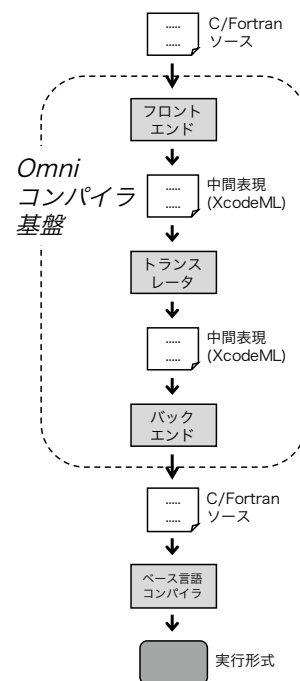 ......
......
C/Fortran
ソース
フロント
エンド
Omni
コンパイラ
基盤
......
......
中間表現
(XcodeML)
トランス
レータ
......
......
中間表現
(XcodeML)
バック
エンド
......
......
C/Fortran
ソース
ベース言語
コンパイラ
実行形式